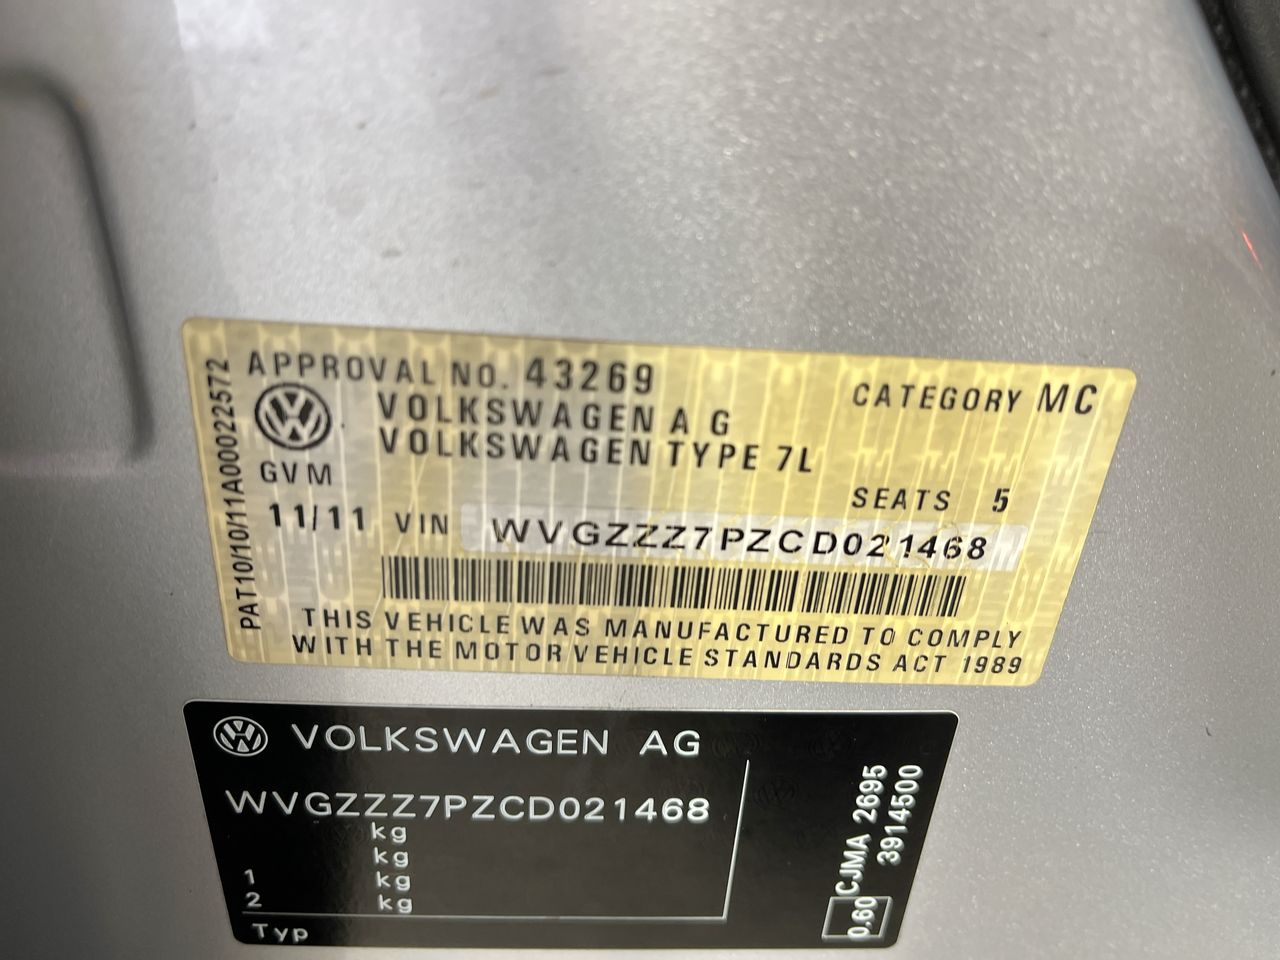 APPROVAL NO. 43269
CATEGORY MC
VOLKSWAGEN A G
VOLKSWAGEN TYPE 7L
GVM
SEATS 5
11/11 VIN WVGZZZ7PZCD021468
THIS VEHICLE WAS MANUFACTURED TO COMPLY
WITH THE MOTOR VEHICLE STANDARDS ACT 1989
PAT10/10/11A00022572
VOLKSWAGEN AG
WVGZZZ7PZCD021468
kg
kg
1 kg
2 kg
Typ
0.60 CJMA 2695
3914500